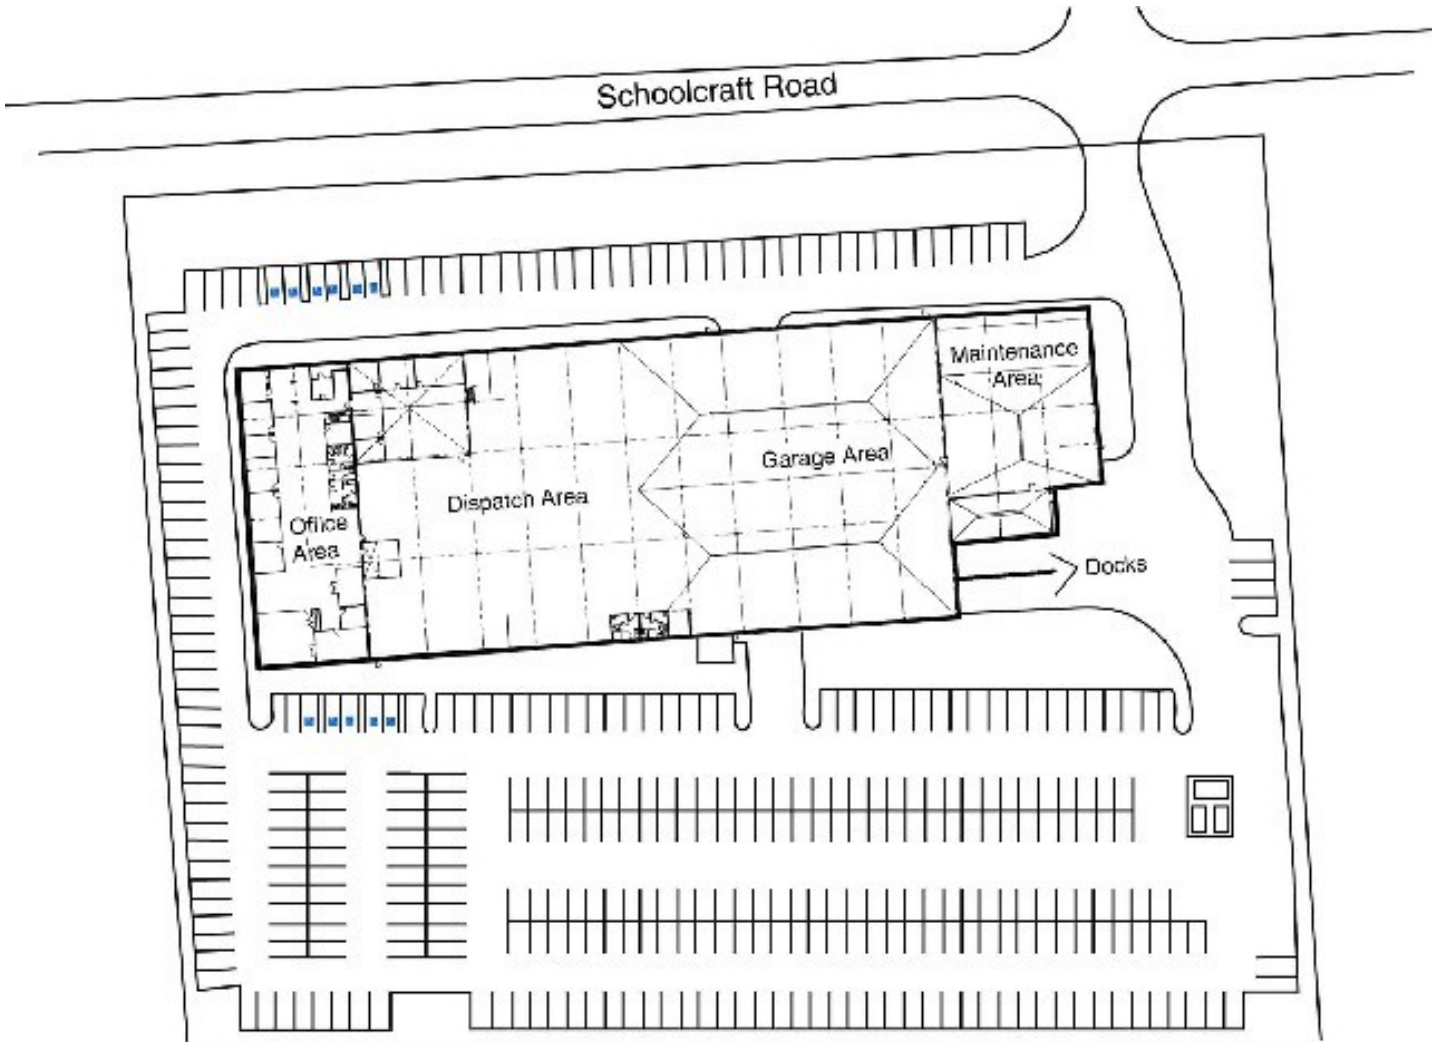 Schoolcraft Road
Maintenance
Area
Garage Area
Dispatch Area
Office
Area
Docks